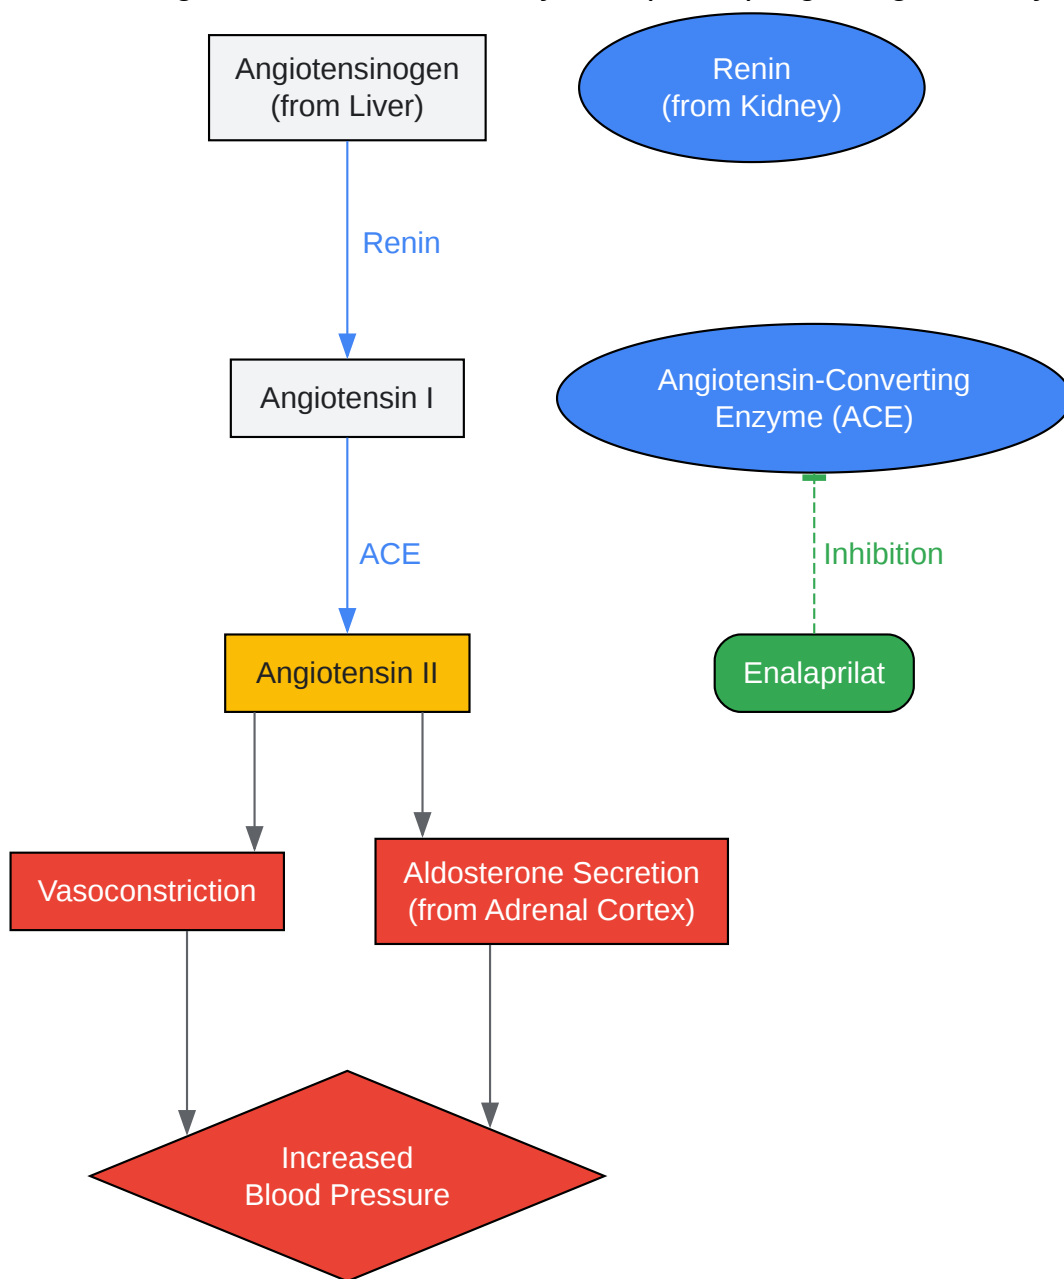 Angiotensinogen
(from Liver)
Renin
(from Kidney)
Renin
Angiotensin I
Angiotensin-Converting
Enzyme (ACE)
ACE
Inhibition
Angiotensin II
Enalaprilat
Vasoconstriction
Aldosterone Secretion
(from Adrenal Cortex)
Increased
Blood Pressure